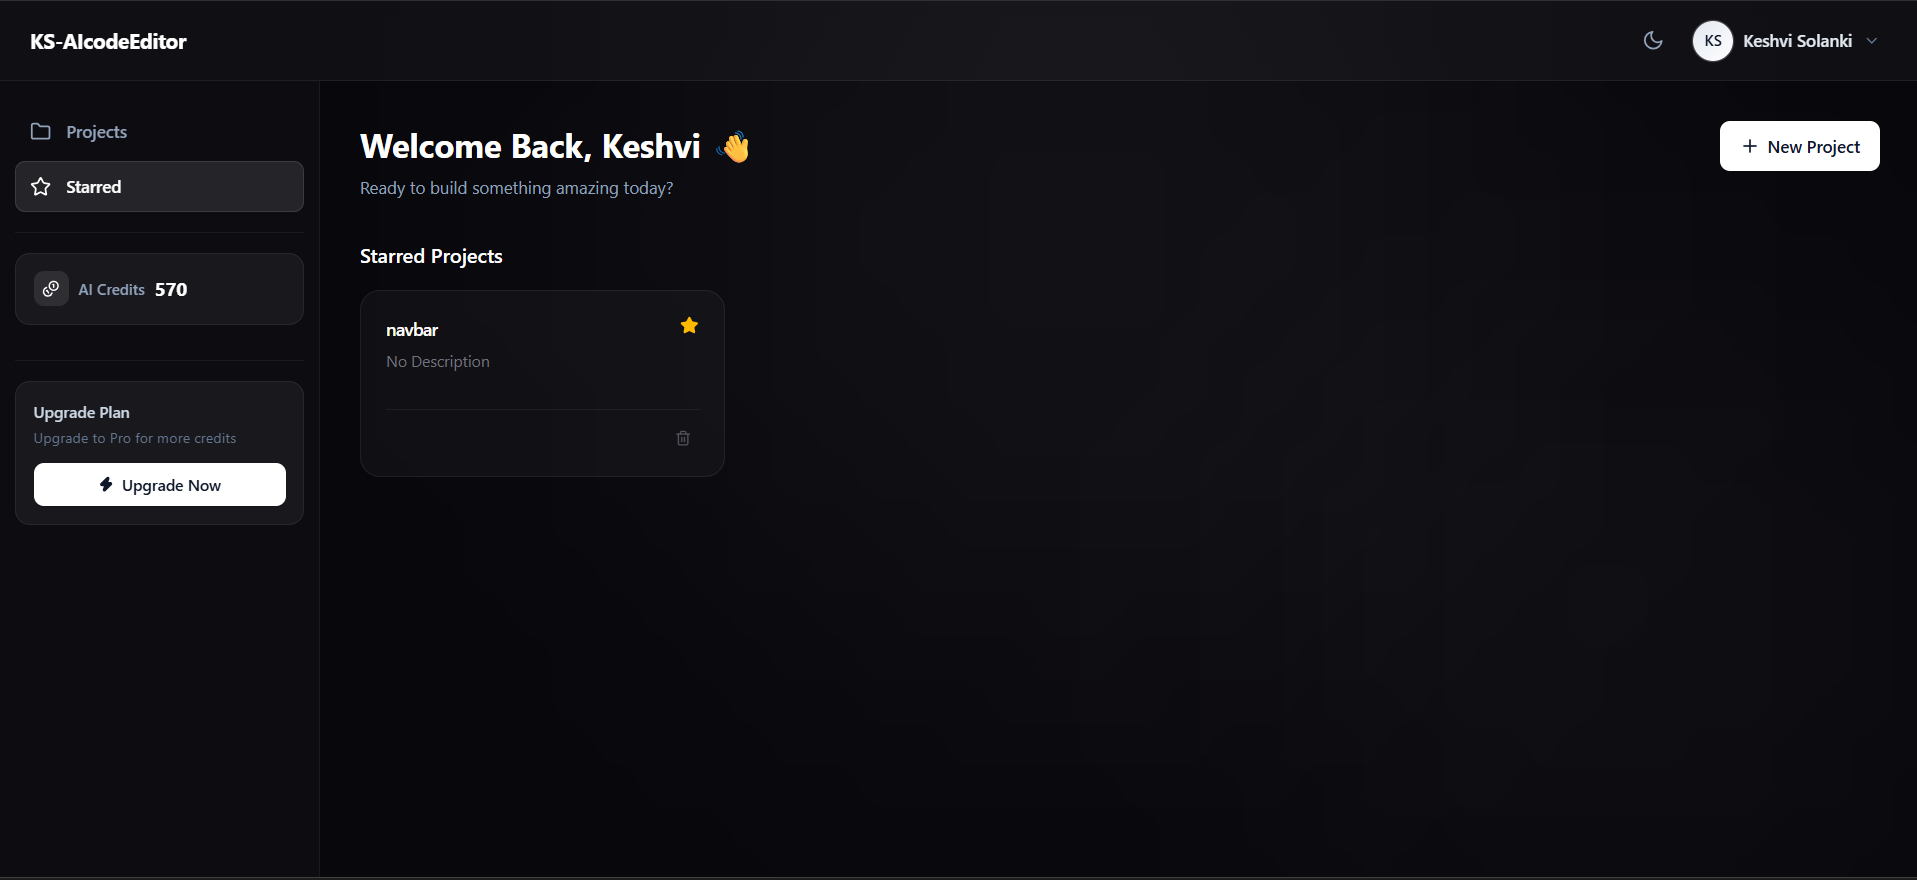 KS-AIcodeEditor
KS
Keshvi Solanki
Projects
Starred
AI Credits 570
Upgrade Plan
Upgrade to Pro for more credits
Upgrade Now
Welcome Back, Keshvi 👋
Ready to build something amazing today?
New Project
Starred Projects
navbar
No Description